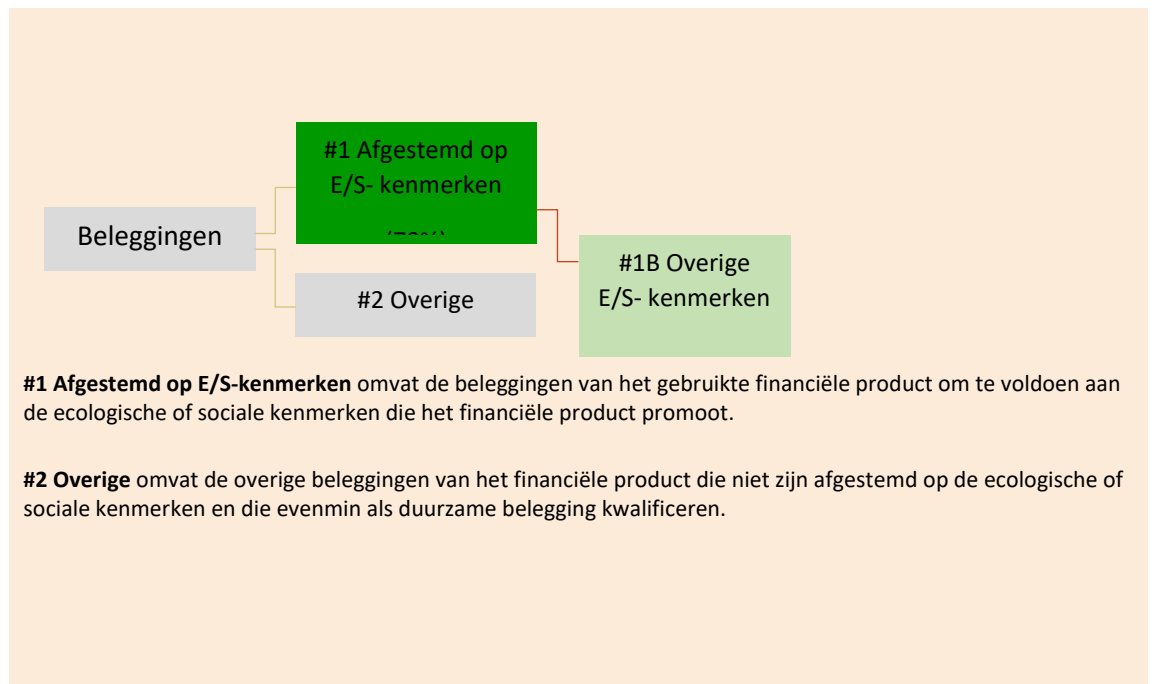 #1 Afgestemd op
E/S- kenmerken
Beleggingen
#2 Overige
#1B Overige
E/S- kenmerken
#1 Afgestemd op E/S-kenmerken omvat de beleggingen van het gebruikte financiële product om te voldoen aan
de ecologische of sociale kenmerken die het financiële product promoot.
#2 Overige omvat de overige beleggingen van het financiële product die niet zijn afgestemd op de ecologische of
sociale kenmerken en die evenmin als duurzame belegging kwalificeren.